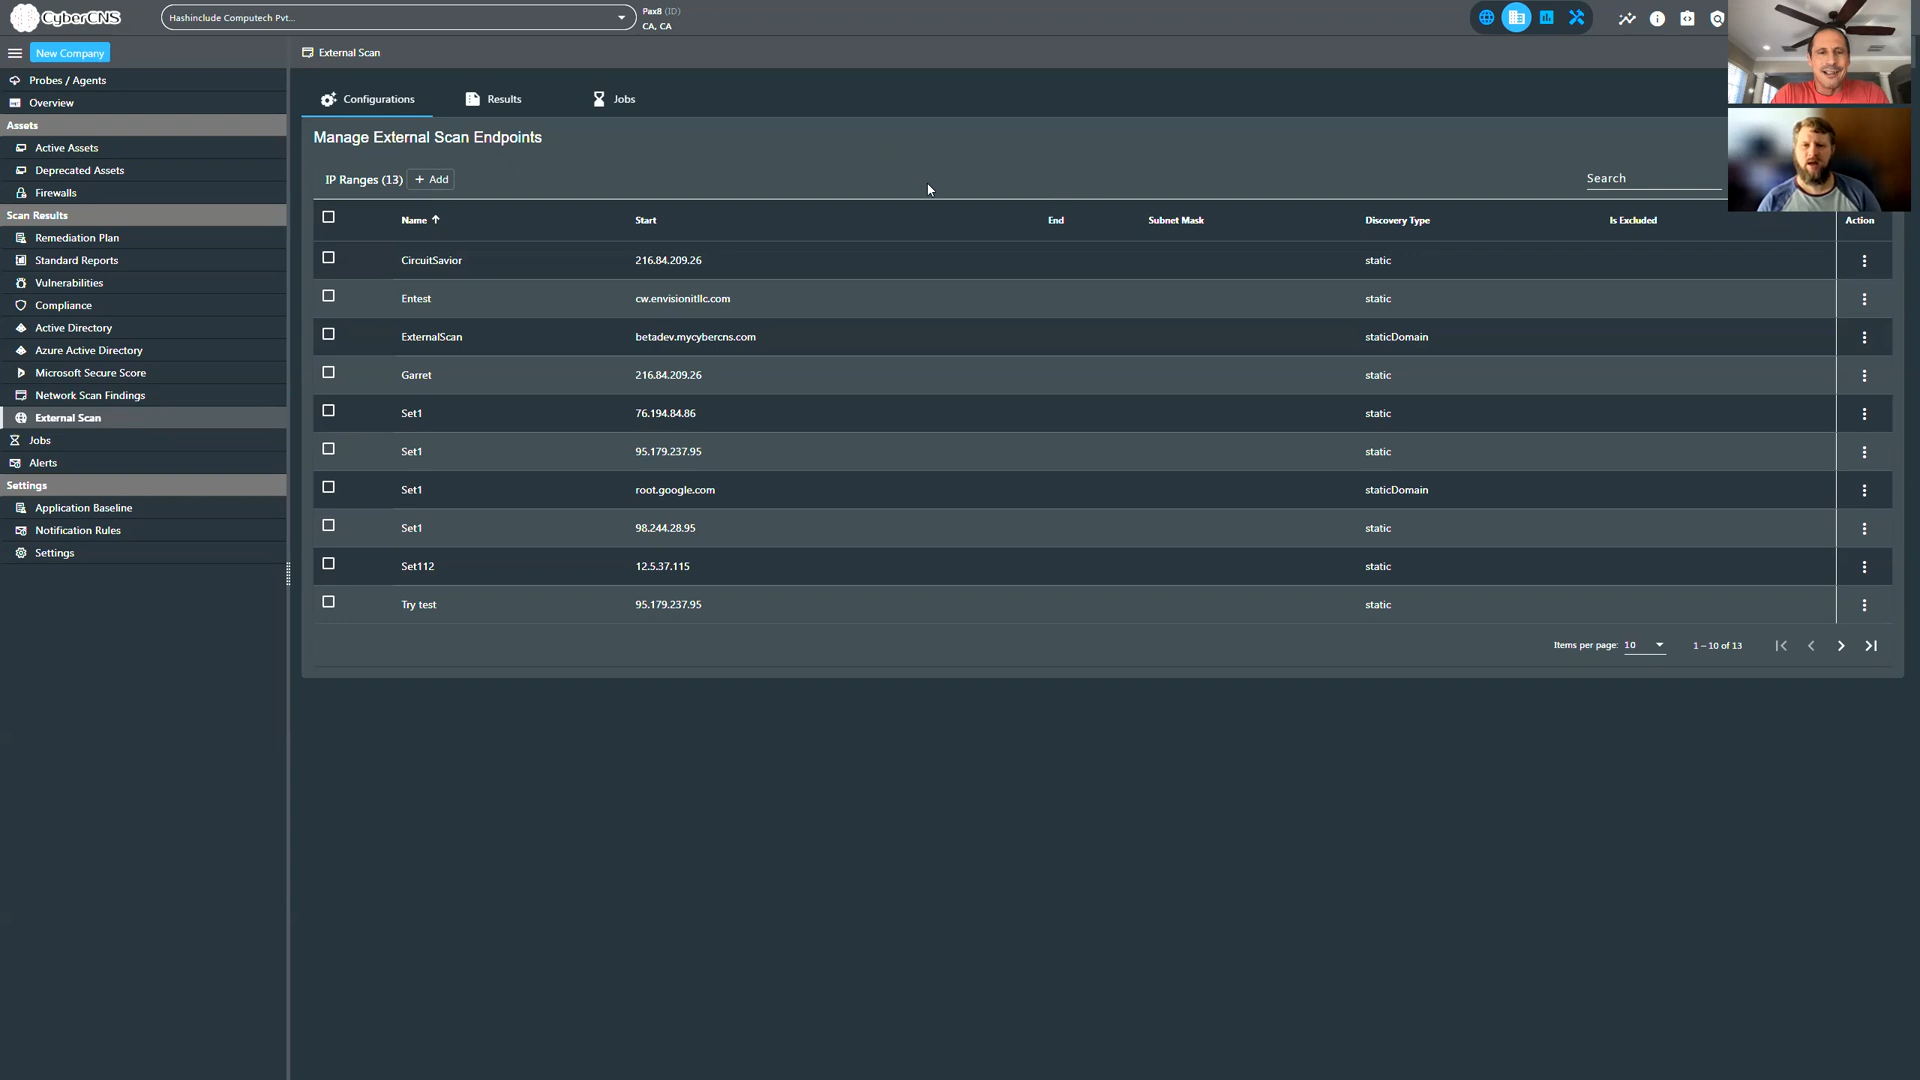 CyberCNS
Hashinclude Computech Pvt...
Pax8 (ID)
CA, CA
New Company
External Scan
Probes / Agents
Overview
Assets
Active Assets
Deprecated Assets
Firewalls
Scan Results
Remediation Plan
Standard Reports
Vulnerabilities
Compliance
Active Directory
Azure Active Directory
Microsoft Secure Score
Network Scan Findings
External Scan
Jobs
Alerts
Settings
Application Baseline
Notification Rules
Settings
Configurations Results Jobs
Manage External Scan Endpoints
IP Ranges (13) + Add Search
Name Start End Subnet Mask Discovery Type Is Excluded Action
CircuitSavior 216.84.209.26 static
Entest cw.envisionitllc.com static
ExternalScan betadev.mycybercns.com staticDomain
Garret 216.84.209.26 static
Set1 76.194.84.86 static
Set1 95.179.237.95 static
Set1 root.google.com staticDomain
Set1 98.244.28.95 static
Set112 12.5.37.115 static
Try test 95.179.237.95 static
Items per page: 10 1 – 10 of 13